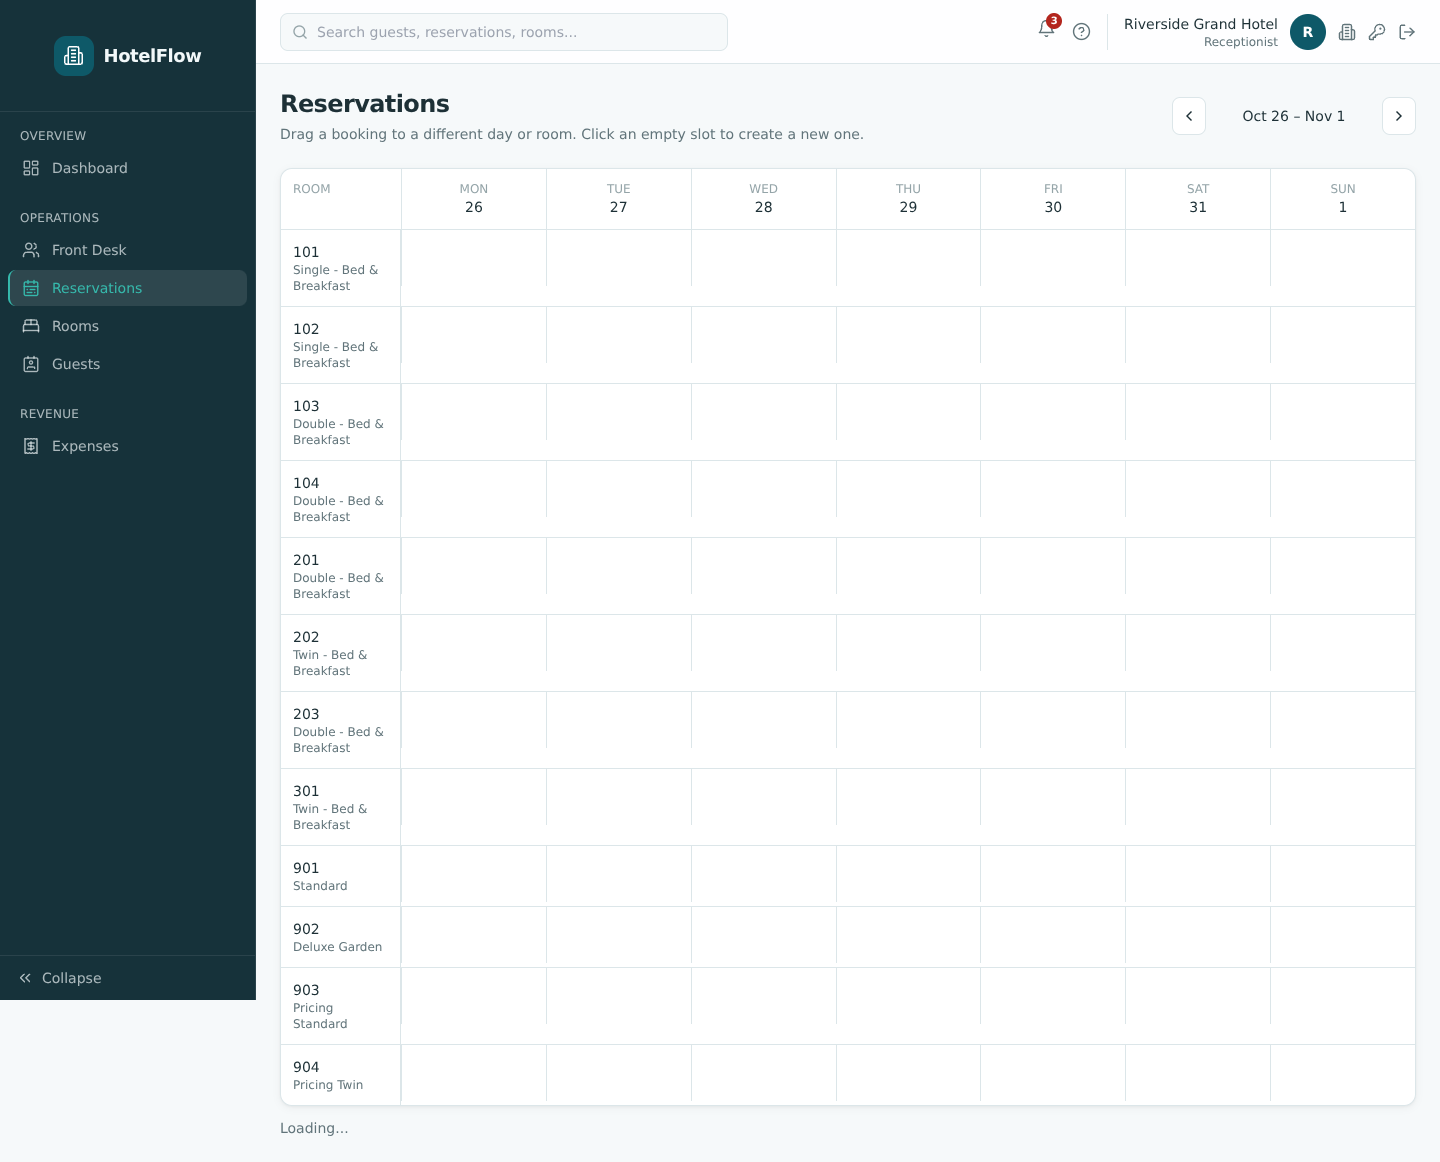 HotelFlow
OVERVIEW
Dashboard
OPERATIONS
Front Desk
Reservations
Rooms
Guests
REVENUE
Expenses
Collapse
Search guests, reservations, rooms...
3
Riverside Grand Hotel
Receptionist
R
Reservations
Drag a booking to a different day or room. Click an empty slot to create a new one.
Oct 26 – Nov 1
ROOM MON TUE WED THU FRI SAT SUN
26 27 28 29 30 31 1
101
Single - Bed &
Breakfast
102
Single - Bed &
Breakfast
103
Double - Bed &
Breakfast
104
Double - Bed &
Breakfast
201
Double - Bed &
Breakfast
202
Twin - Bed &
Breakfast
203
Double - Bed &
Breakfast
301
Twin - Bed &
Breakfast
901
Standard
902
Deluxe Garden
903
Pricing
Standard
904
Pricing Twin
Loading...